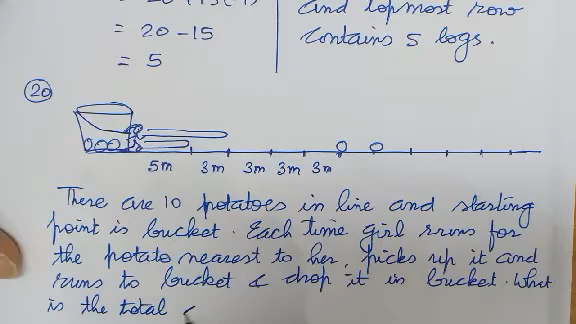 = 20 - 15
= 5
and topmost row
contains 5 logs.
20
5m 3m 3m 3m 3m
There are 10 potatoes in line and starting
point is bucket. Each time girl runs for
the potato nearest to her, picks up it and
runs to bucket & drop it in bucket. What
is the total